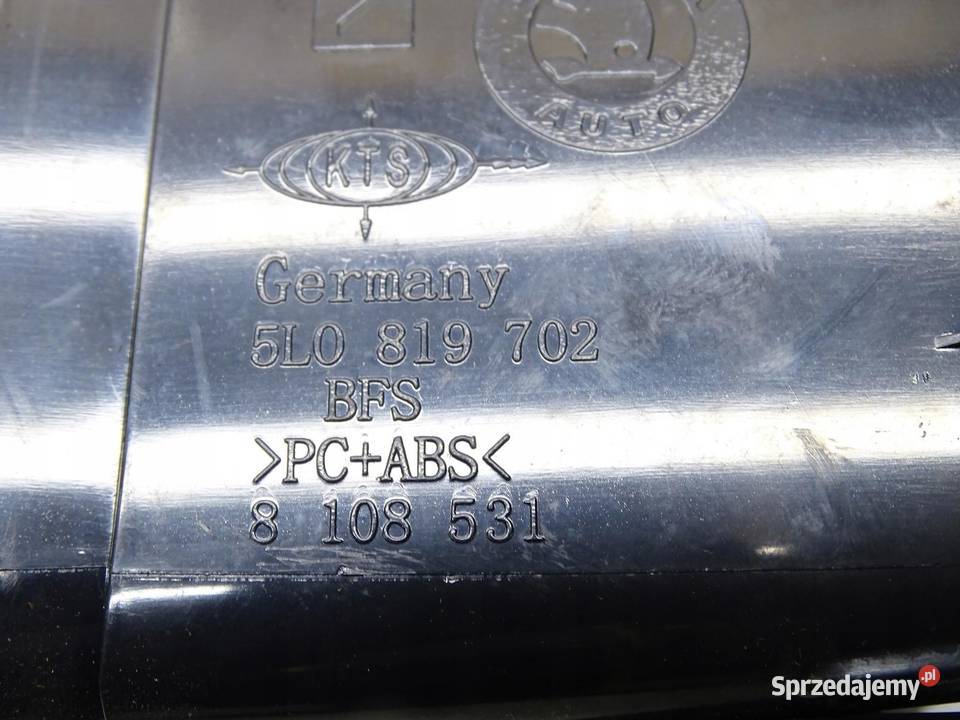 AUTO
KTS
Germany
5L0 819 702
BFS
>PC+ABS<
8 108 531
Sprzedajemy.pl